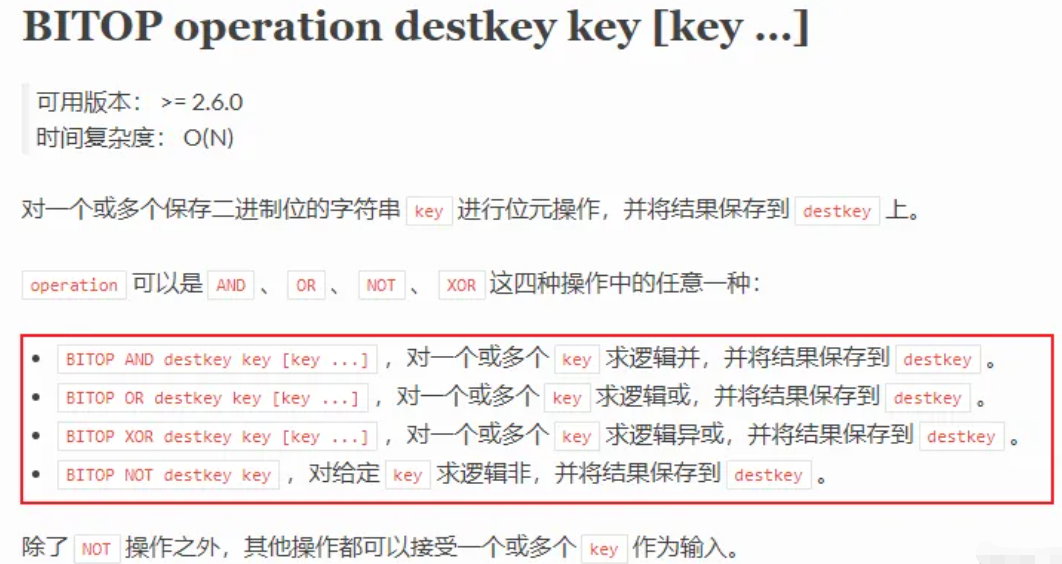 BITOP operation destkey key [key ...]
可用版本： >= 2.6.0
时间复杂度： O(N)
对一个或多个保存二进制位的字符串 key 进行位元操作，并将结果保存到 destkey 上。
operation 可以是 AND 、 OR 、 NOT 、 XOR 这四种操作中的任意一种：
• BITOP AND destkey key [key ...] ，对一个或多个 key 求逻辑并，并将结果保存到 destkey 。
• BITOP OR destkey key [key ...] ，对一个或多个 key 求逻辑或，并将结果保存到 destkey 。
• BITOP XOR destkey key [key ...] ，对一个或多个 key 求逻辑异或，并将结果保存到 destkey 。
• BITOP NOT destkey key ，对给定 key 求逻辑非，并将结果保存到 destkey 。
除了 NOT 操作之外，其他操作都可以接受一个或多个 key 作为输入。